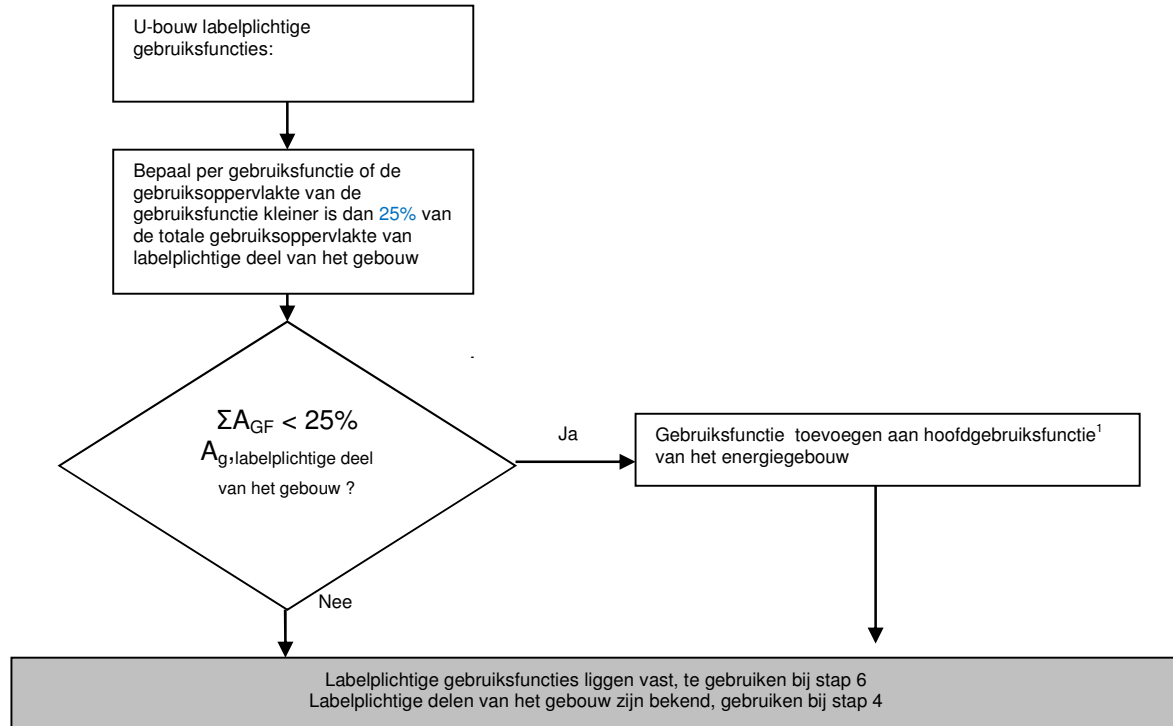 U-bouw labelplichtige
gebruiksfuncties:
Bepaal per gebruiksfunctie of de
gebruiksoppervlakte van de
gebruiksfunctie kleiner is dan 25% van
de totale gebruiksoppervlakte van
labelplichtige deel van het gebouw
ΣA_GF < 25%
A_g,labelplichtige deel
van het gebouw ?
Ja
Gebruiksfunctie toevoegen aan hoofdgebruiksfunctie¹
van het energiegebouw
Nee
Labelplichtige gebruiksfuncties liggen vast, te gebruiken bij stap 6
Labelplichtige delen van het gebouw zijn bekend, gebruiken bij stap 4